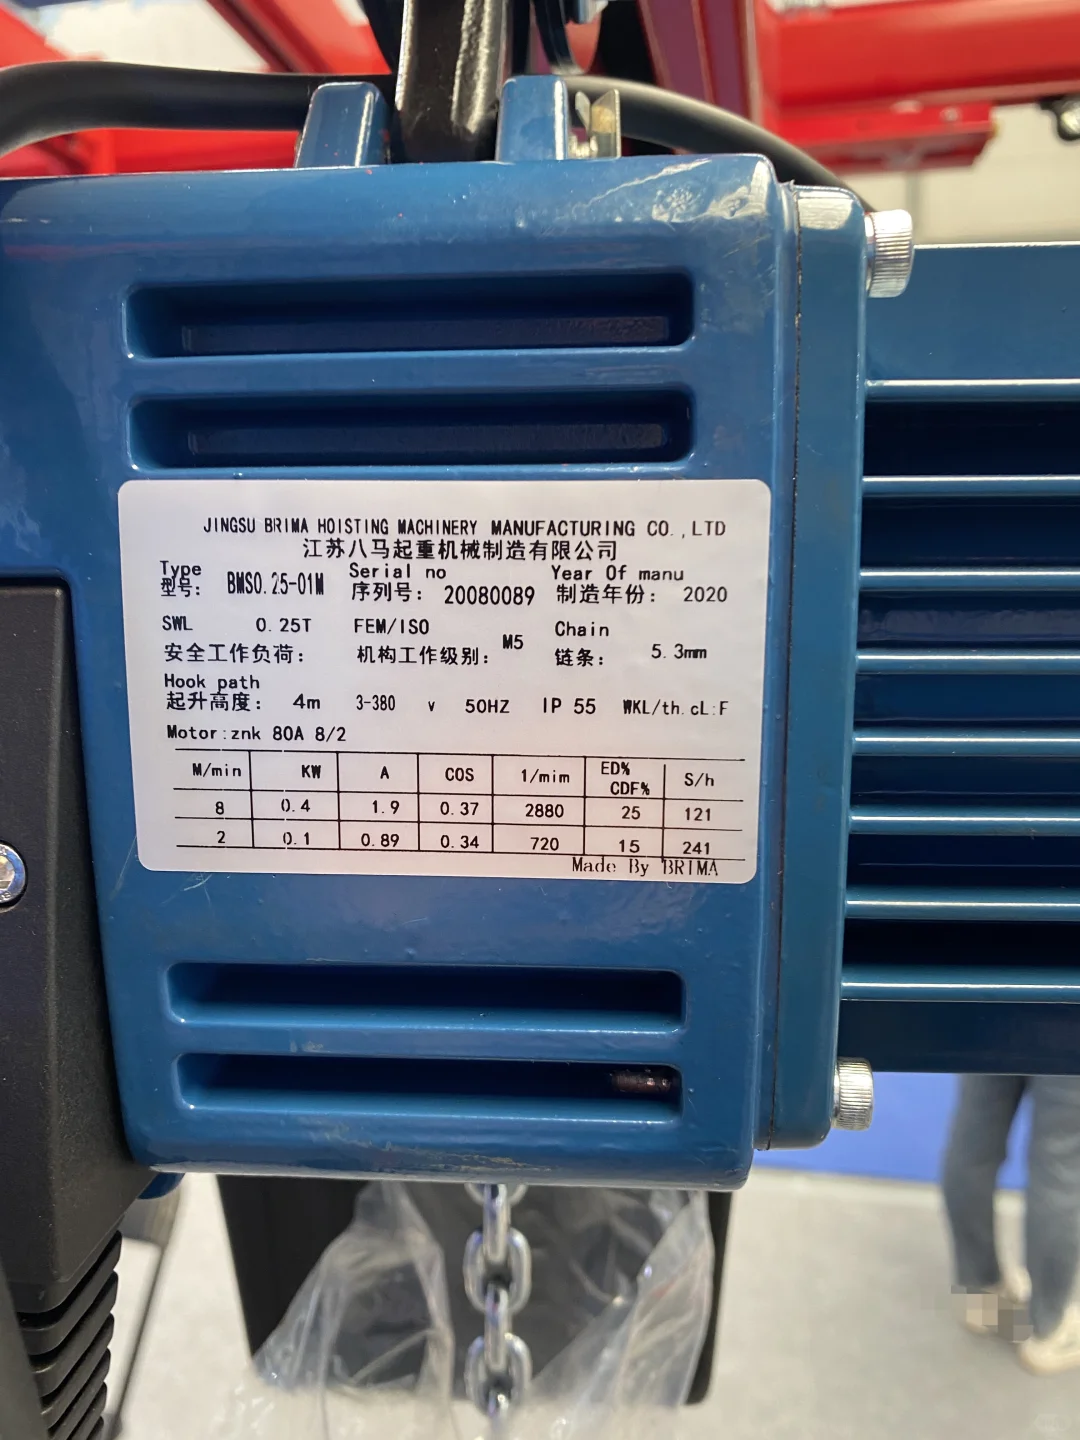 JINGSU BRIMA HOISTING MACHINERY MANUFACTURING CO.,LTD
江苏八马起重机械制造有限公司
Type Serial no Year Of manu
型号: BMS0.25-01M 序列号: 20080089 制造年份: 2020
SWL 0.25T FEM/ISO M5 Chain
安全工作负荷: 机构工作级别: 链条: 5.3mm
Hook path
起升高度: 4m 3-380 v 50HZ IP 55 WKL/th.cL:F
Motor:znk 80A 8/2
M/min KW A COS 1/mim ED% CDF% S/h
8 0.4 1.9 0.37 2880 25 121
2 0.1 0.89 0.34 720 15 241
Made By BRIMA